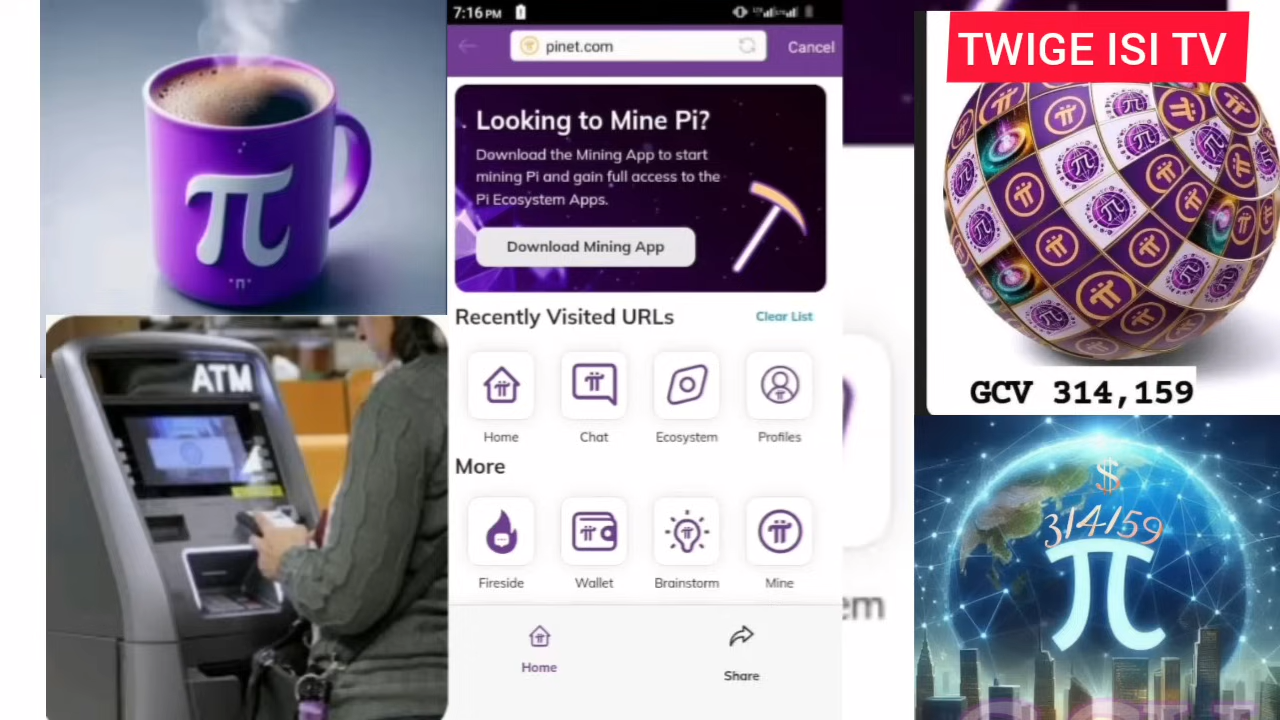 7:16 PM
pinet.com
Cancel
Looking to Mine Pi?
Download the Mining App to start
mining Pi and gain full access to the
Pi Ecosystem Apps.
Download Mining App
Recently Visited URLs
Clear List
Home
Chat
Ecosystem
Profiles
More
Fireside
Wallet
Brainstorm
Mine
Home
Share
π
"n"
ATM
em
TWIGE ISI TV
GCV 314,159
$
314159
π